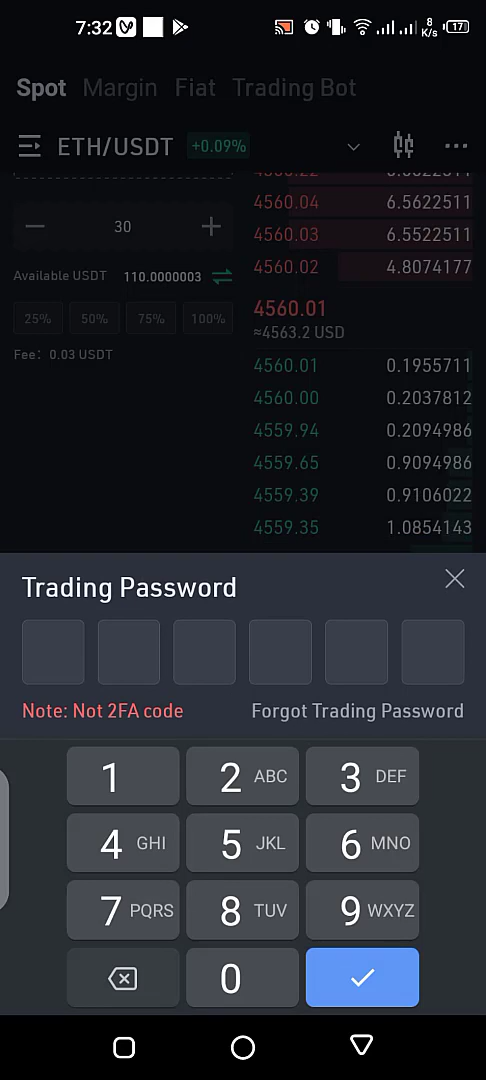 7:32
8 K/s 17
Spot Margin Fiat Trading Bot
ETH/USDT +0.09%
4560.04 6.5622511
30
4560.03 6.5522511
Available USDT 110.0000003
4560.02 4.8074177
25% 50% 75% 100%
4560.01
≈4563.2 USD
Fee: 0.03 USDT
4560.01 0.1955711
4560.00 0.2037812
4559.94 0.2094986
4559.65 0.9094986
4559.39 0.9106022
4559.35 1.0854143
Trading Password
Note: Not 2FA code Forgot Trading Password
1 2 ABC 3 DEF
4 GHI 5 JKL 6 MNO
7 PQRS 8 TUV 9 WXYZ
0